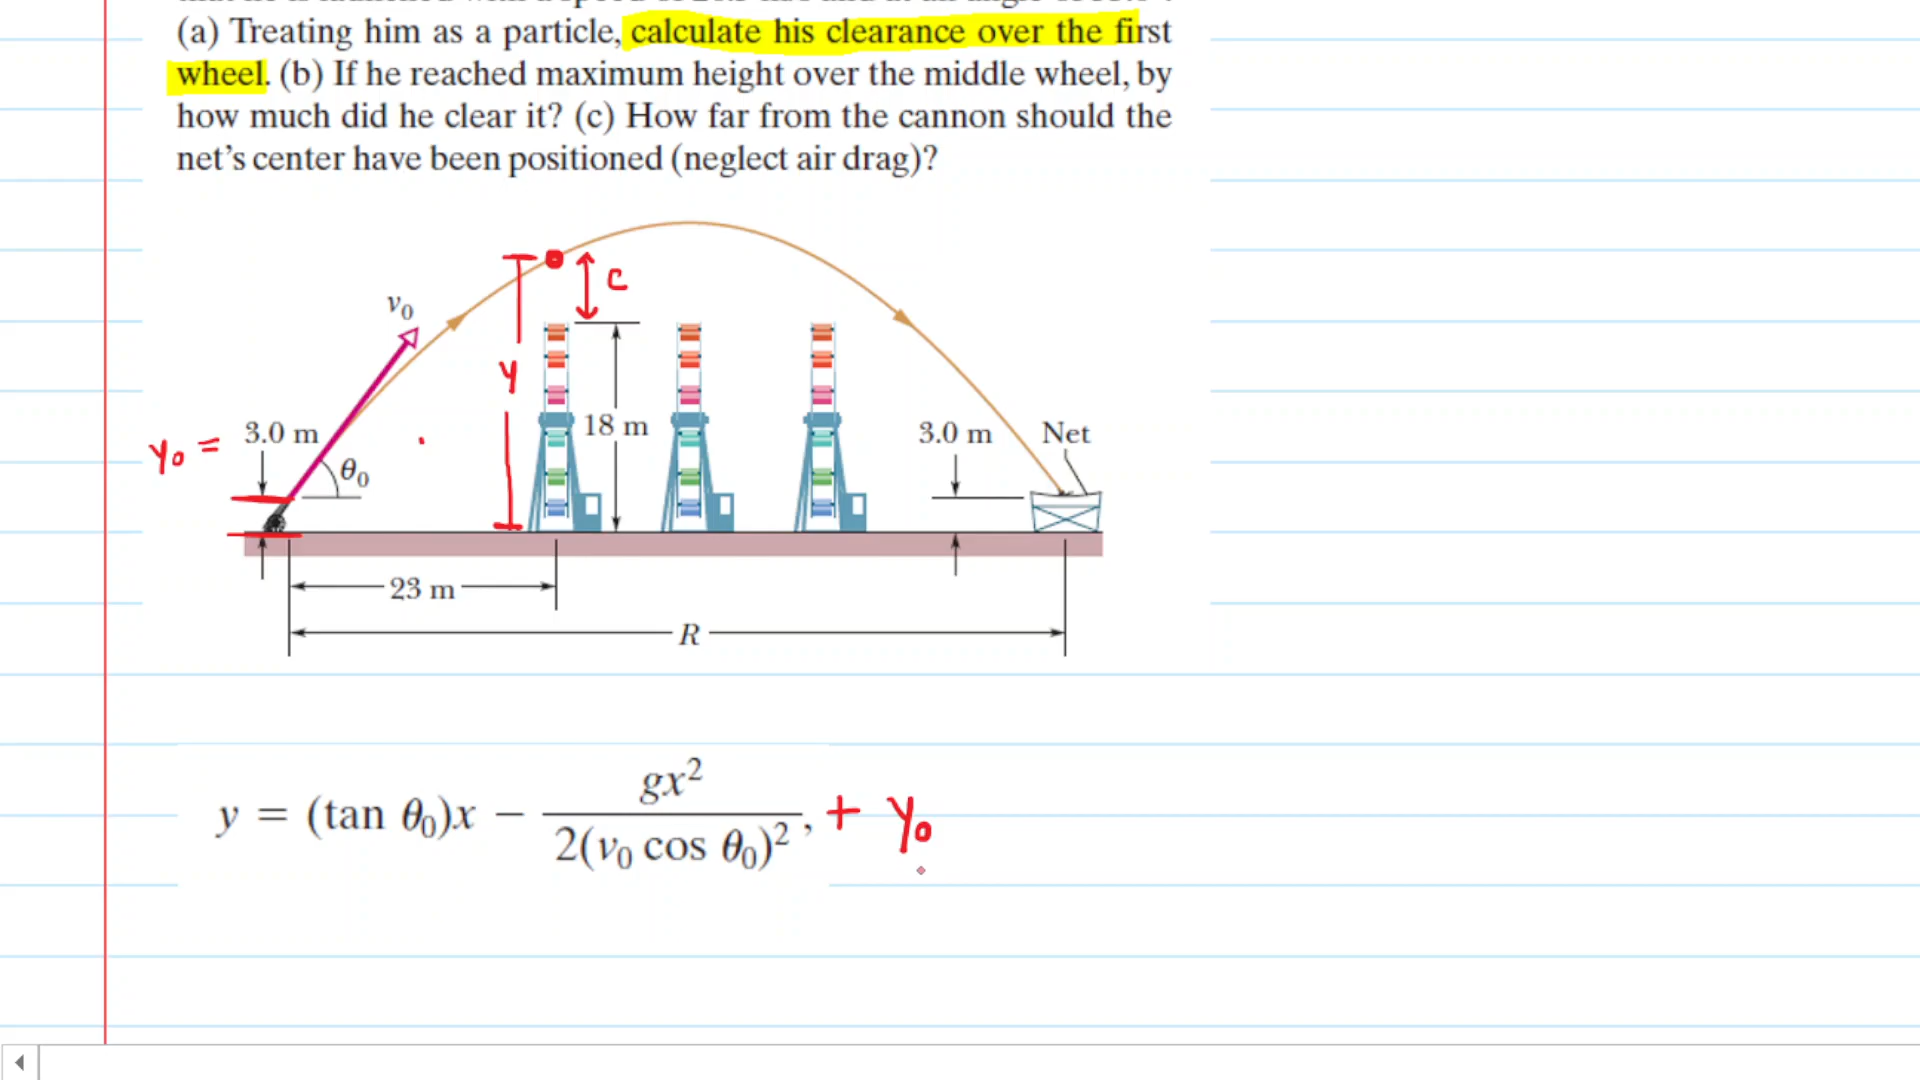 (a) Treating him as a particle, calculate his clearance over the first
wheel. (b) If he reached maximum height over the middle wheel, by
how much did he clear it? (c) How far from the cannon should the
net's center have been positioned (neglect air drag)?
C
v₀
y
18 m
3.0 m
y₀ =
θ₀
3.0 m
Net
23 m
R
y = (tan θ₀)x − gx² / 2(v₀ cos θ₀)² , + y₀